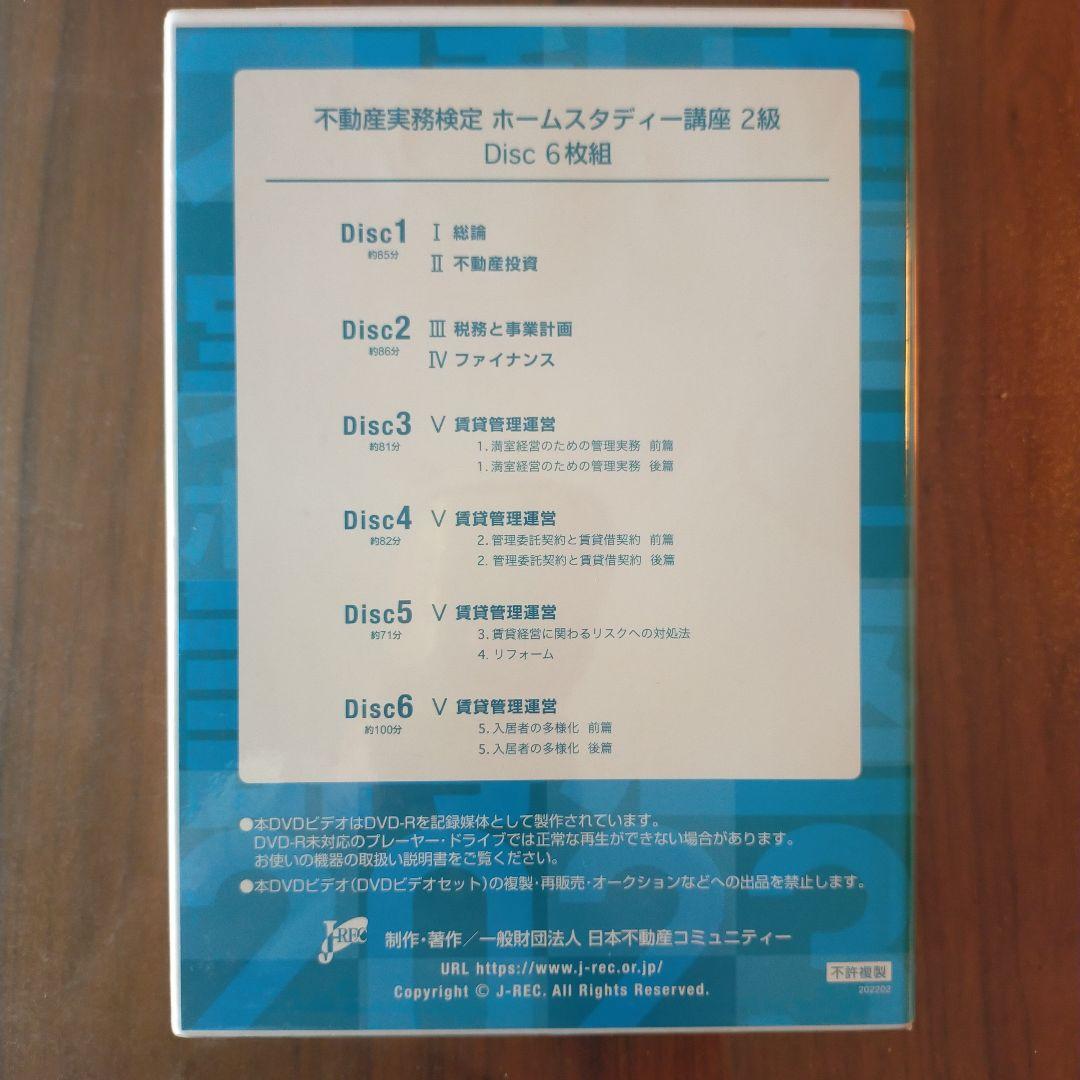 不動産実務検定 ホームスタディー講座 2級
Disc 6枚組
Disc1 Ⅰ 総論
約85分
Ⅱ 不動産投資
Disc2 Ⅲ 税務と事業計画
約86分
Ⅳ ファイナンス
Disc3 Ⅴ 賃貸管理運営
約81分
1. 満室経営のための管理実務 前篇
1. 満室経営のための管理実務 後篇
Disc4 Ⅴ 賃貸管理運営
約82分
2. 管理委託契約と賃貸借契約 前篇
2. 管理委託契約と賃貸借契約 後篇
Disc5 Ⅴ 賃貸管理運営
約71分
3. 賃貸経営に関わるリスクへの対処法
4. リフォーム
Disc6 Ⅴ 賃貸管理運営
約100分
5. 入居者の多様化 前篇
5. 入居者の多様化 後篇
●本DVDビデオはDVD-Rを記録媒体として製作されています。
DVD-R未対応のプレーヤー・ドライブでは正常な再生ができない場合があります。
お使いの機器の取扱い説明書をご覧ください。
●本DVDビデオ(DVDビデオセット)の複製・再販売・オークションなどへの出品を禁止します。
J-REC 制作・著作／一般財団法人 日本不動産コミュニティー
URL https://www.j-rec.or.jp/
Copyright © J-REC. All Rights Reserved.
不許複製
202202